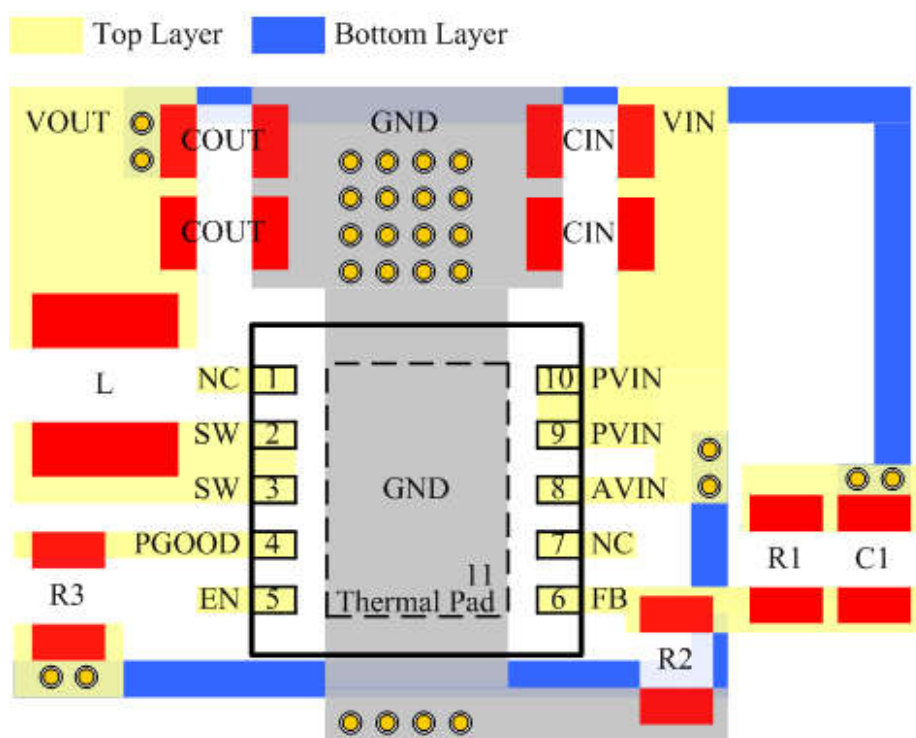 Top Layer Bottom Layer
VOUT COUT GND CIN VIN
COUT CIN
L NC 1 10 PVIN
SW 2 9 PVIN
SW 3 GND 8 AVIN
PGOOD 4 7 NC R1 C1
11
R3 EN 5 Thermal Pad 6 FB
R2